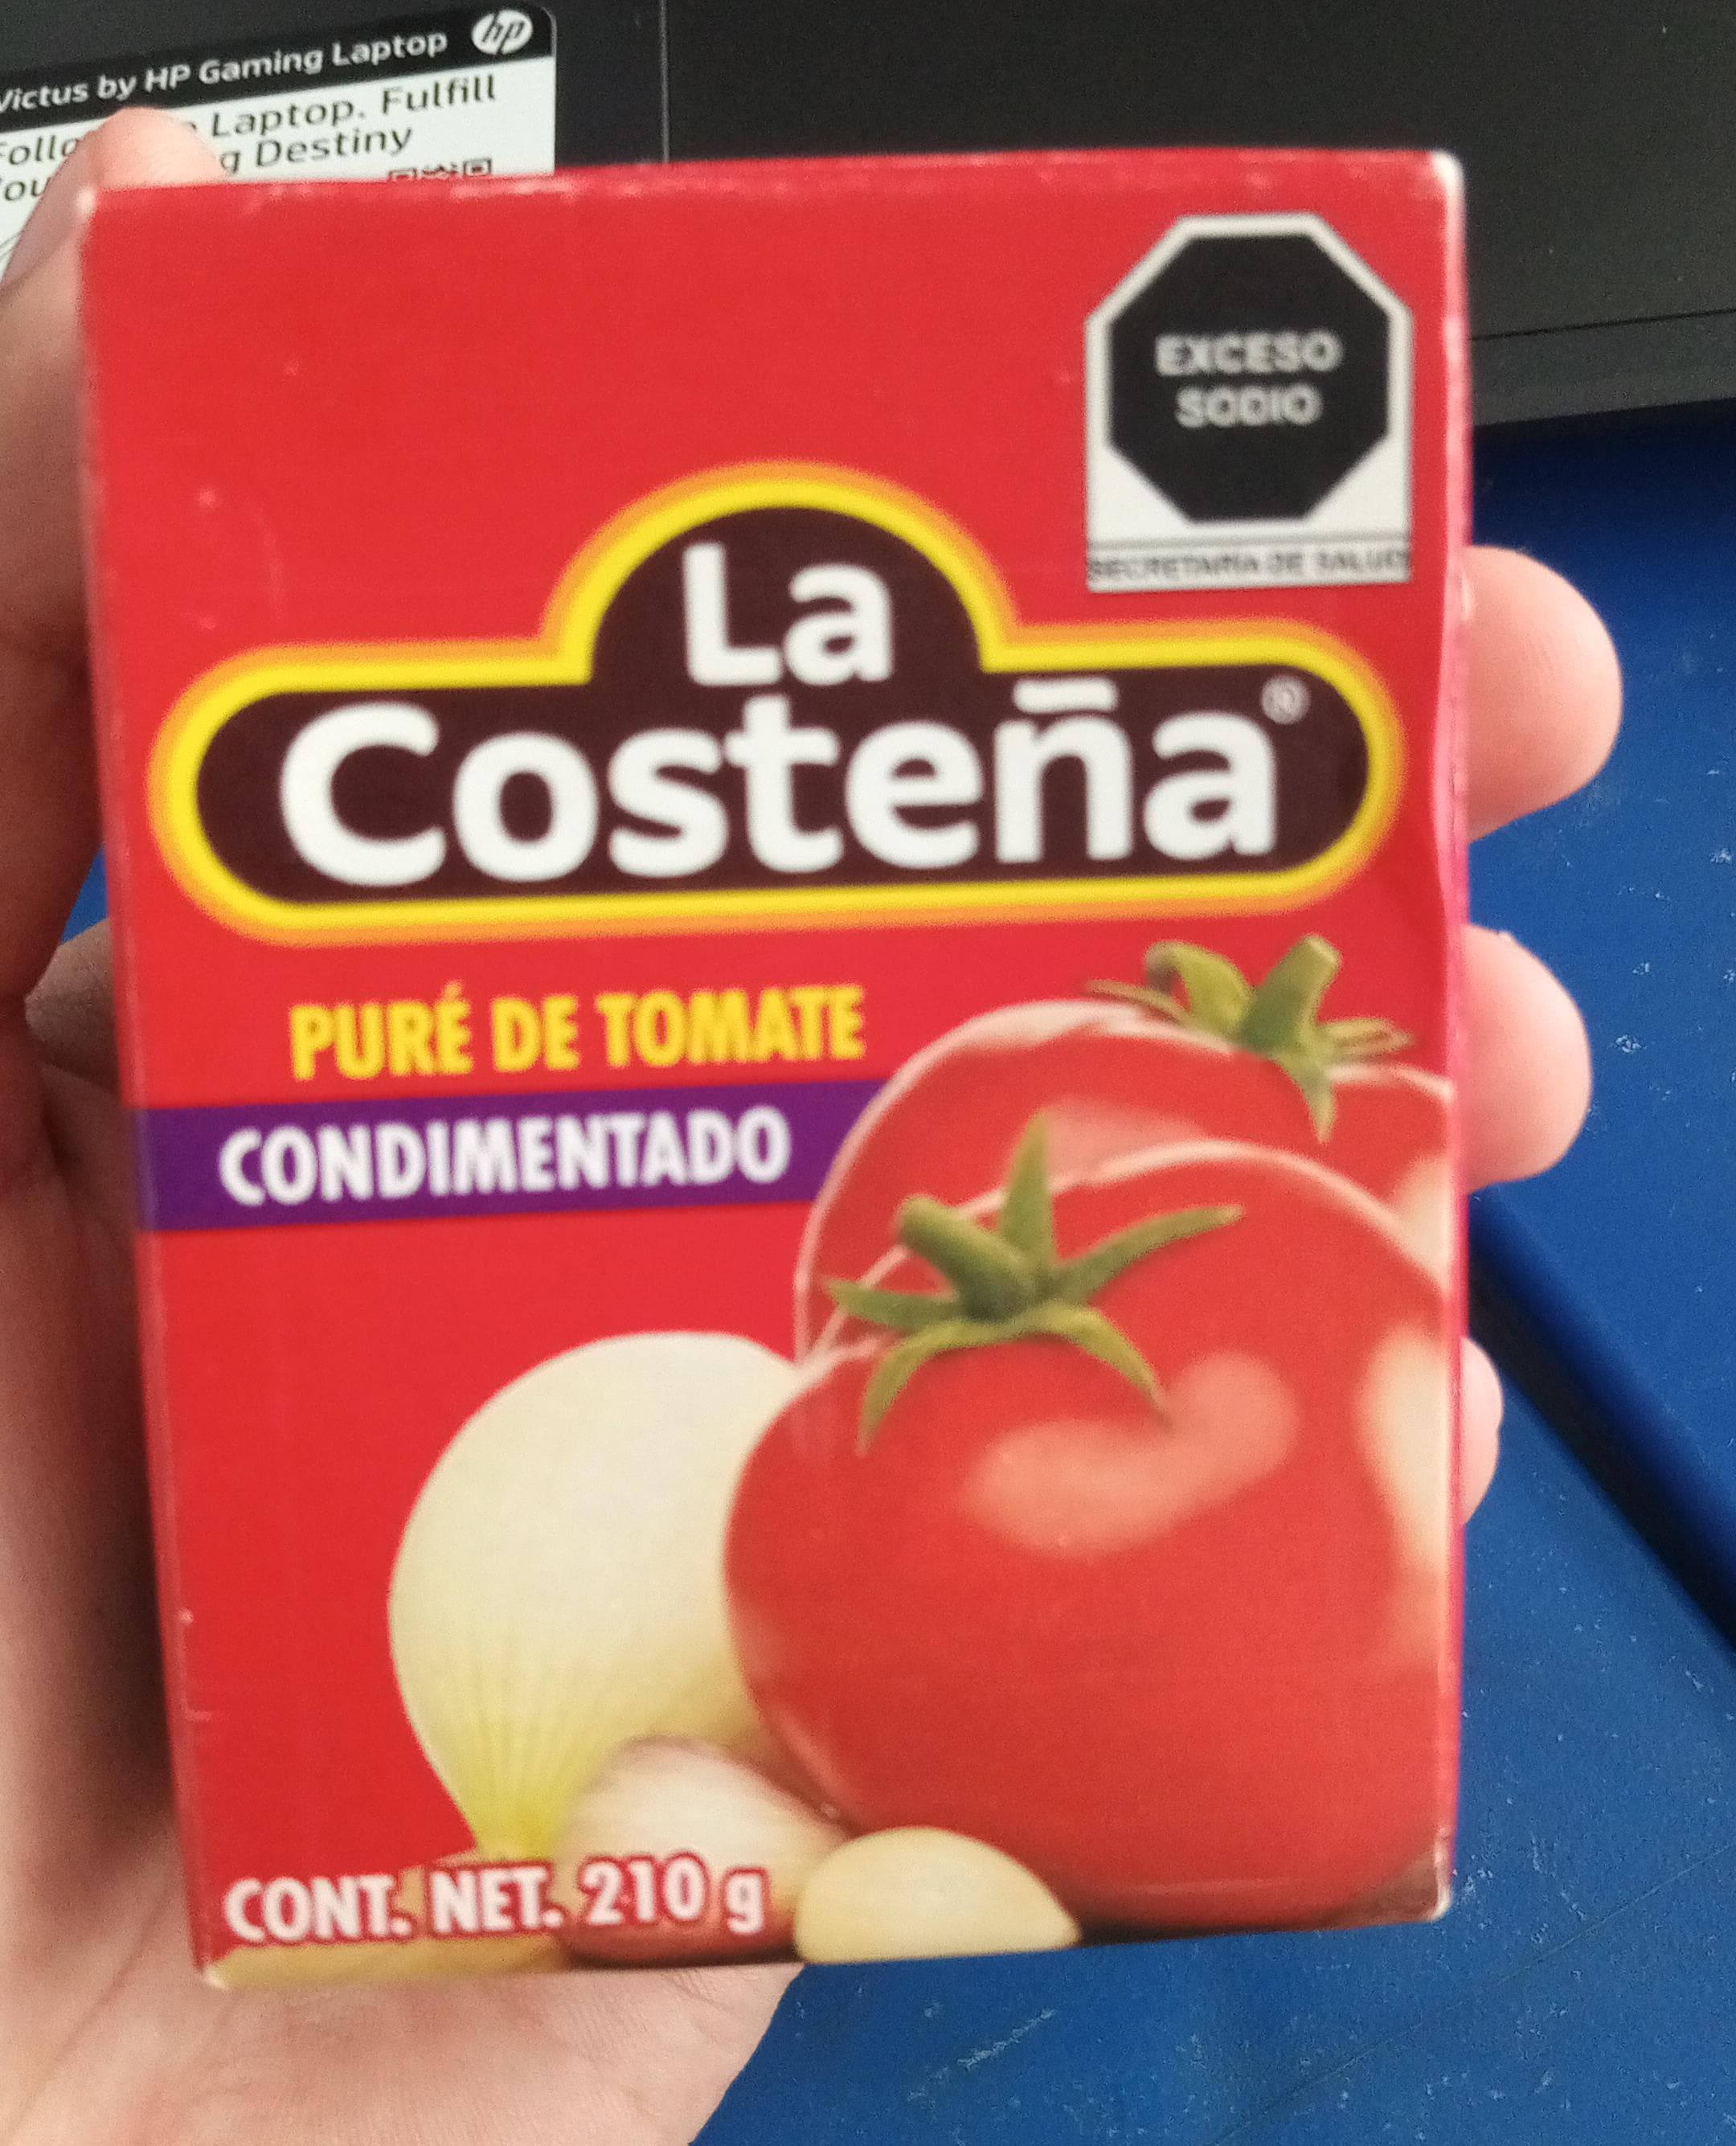 Victus by HP Gaming Laptop hp
Laptop. Fulfill
Destiny
EXCESO
SODIO
SECRETARÍA DE SALUD
La
Costeña®
PURÉ DE TOMATE
CONDIMENTADO
CONT. NET. 210 g